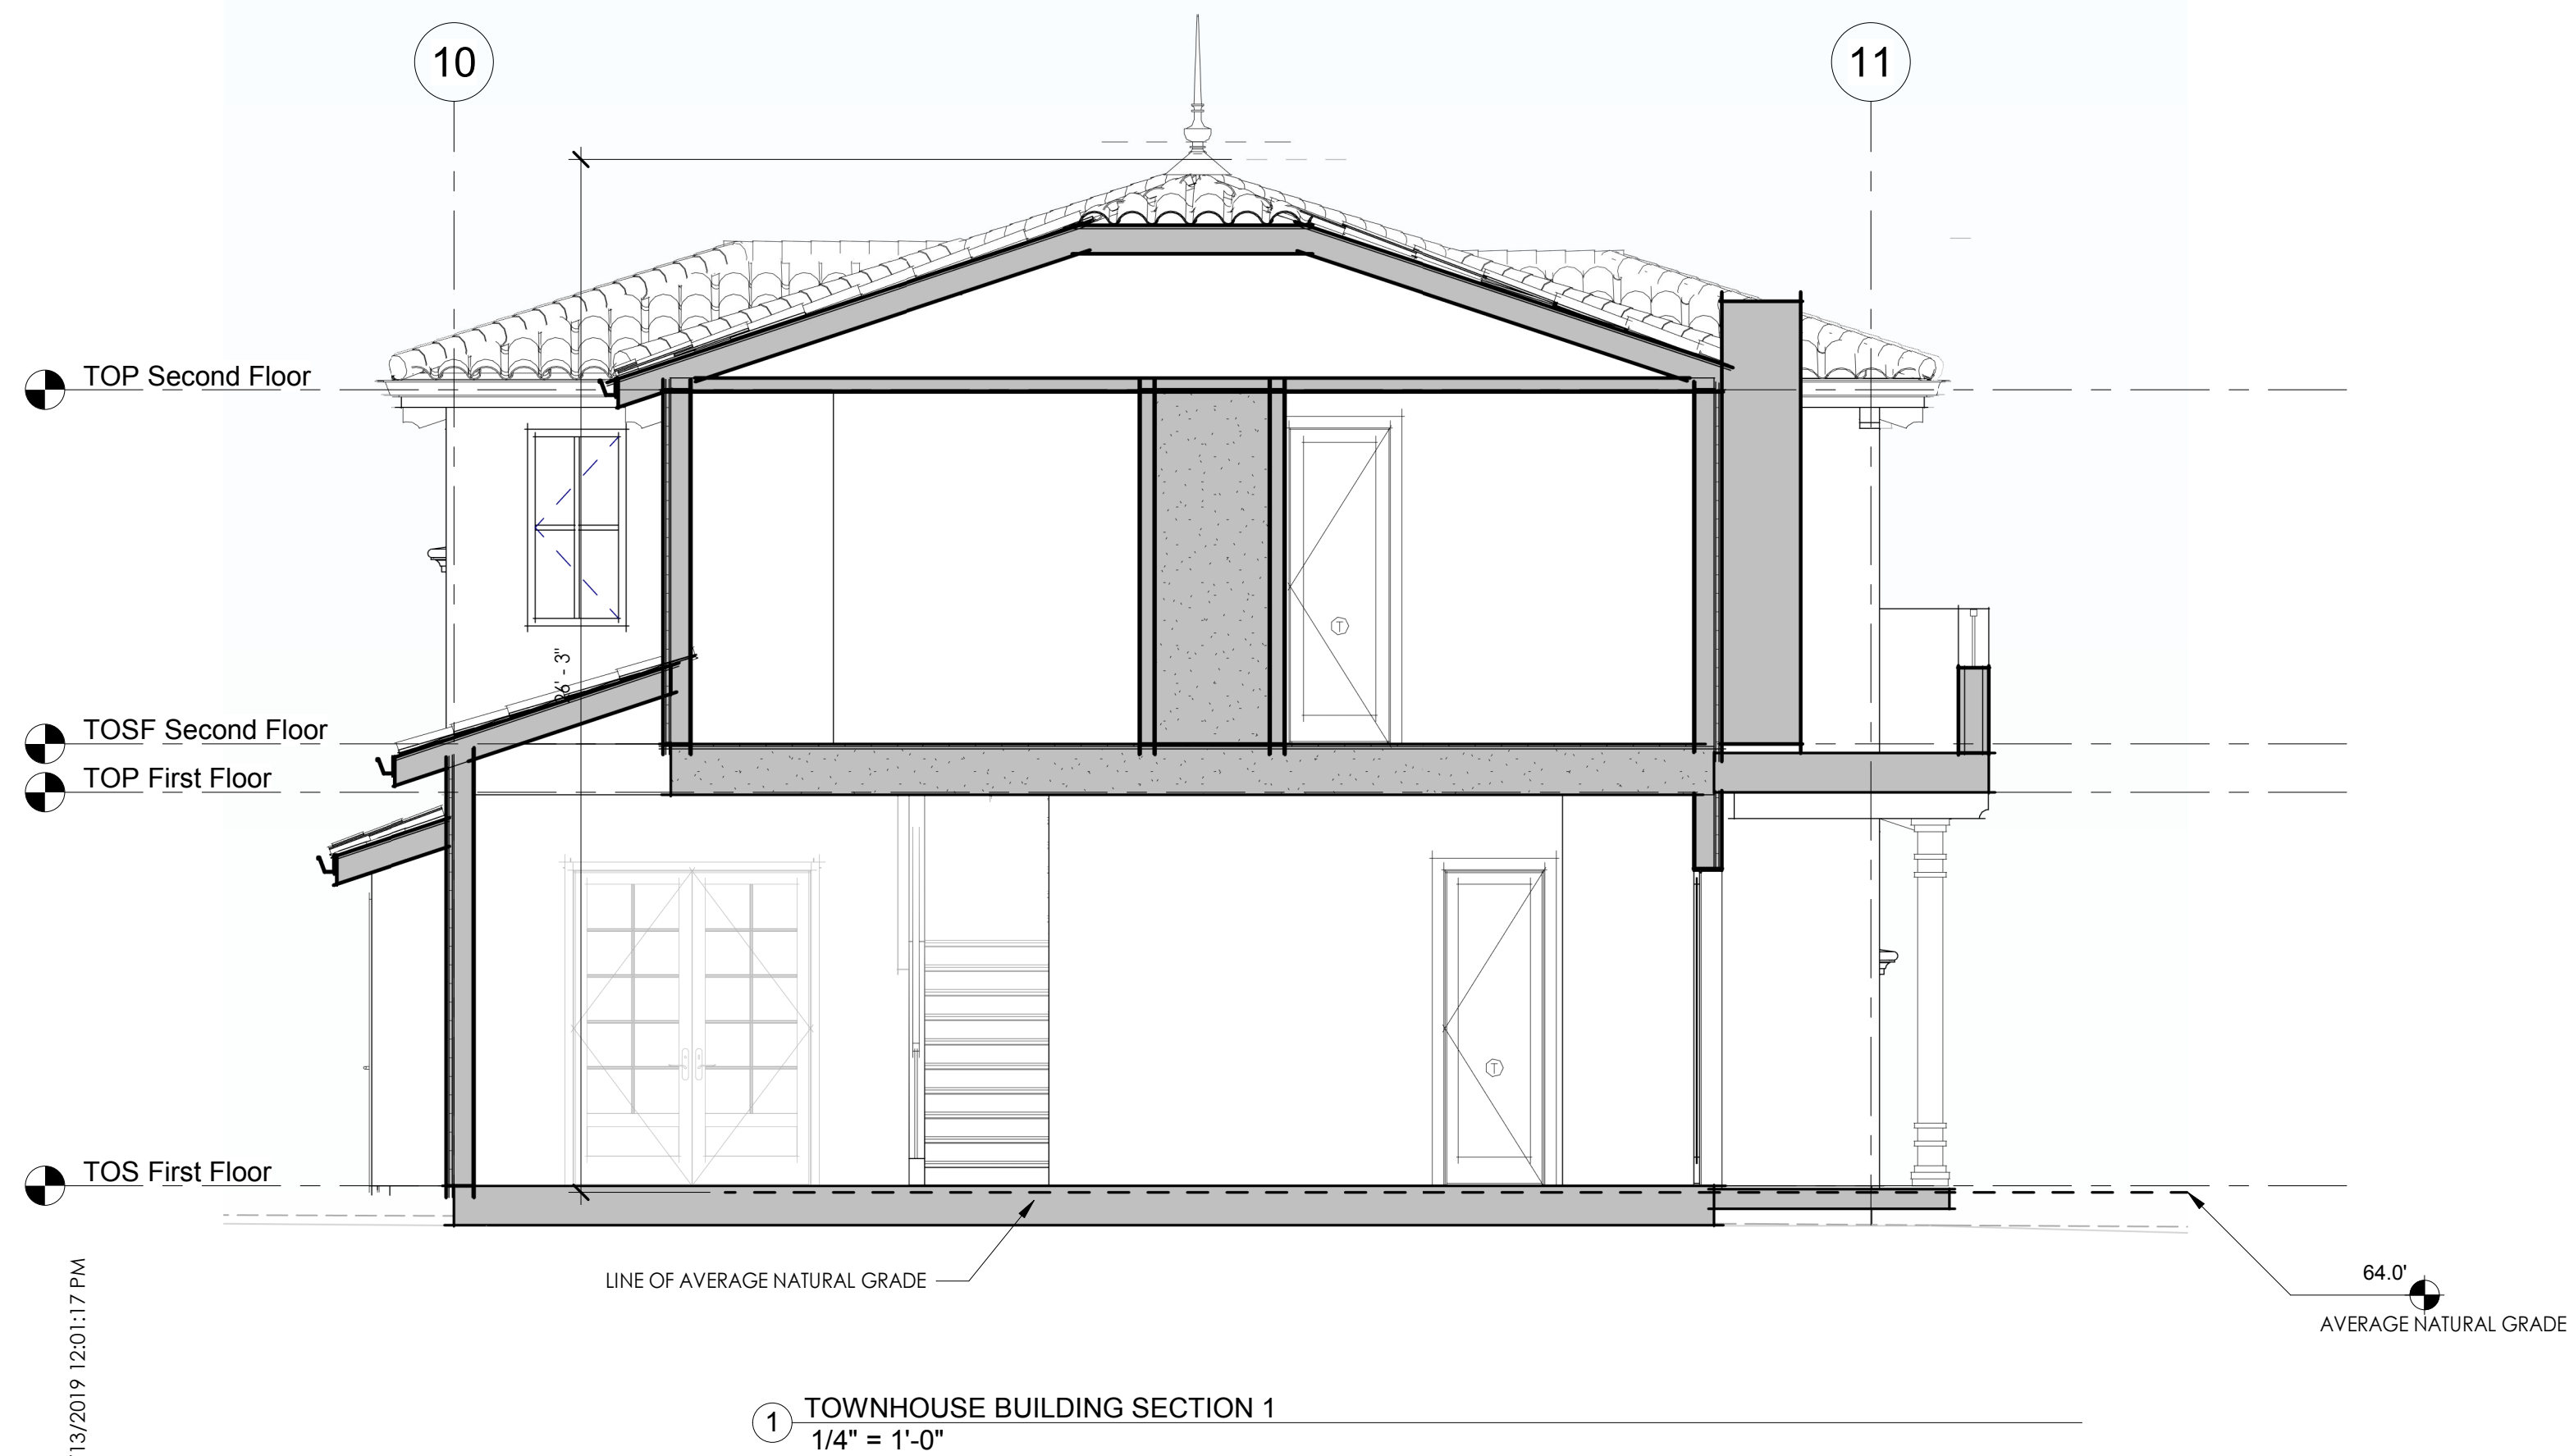 10
11
TOP Second Floor
T
26' - 3"
TOSF Second Floor
TOP First Floor
T
TOS First Floor
LINE OF AVERAGE NATURAL GRADE
64.0'
AVERAGE NATURAL GRADE
13/2019 12:01:17 PM
1
TOWNHOUSE BUILDING SECTION 1
1/4" = 1'-0"